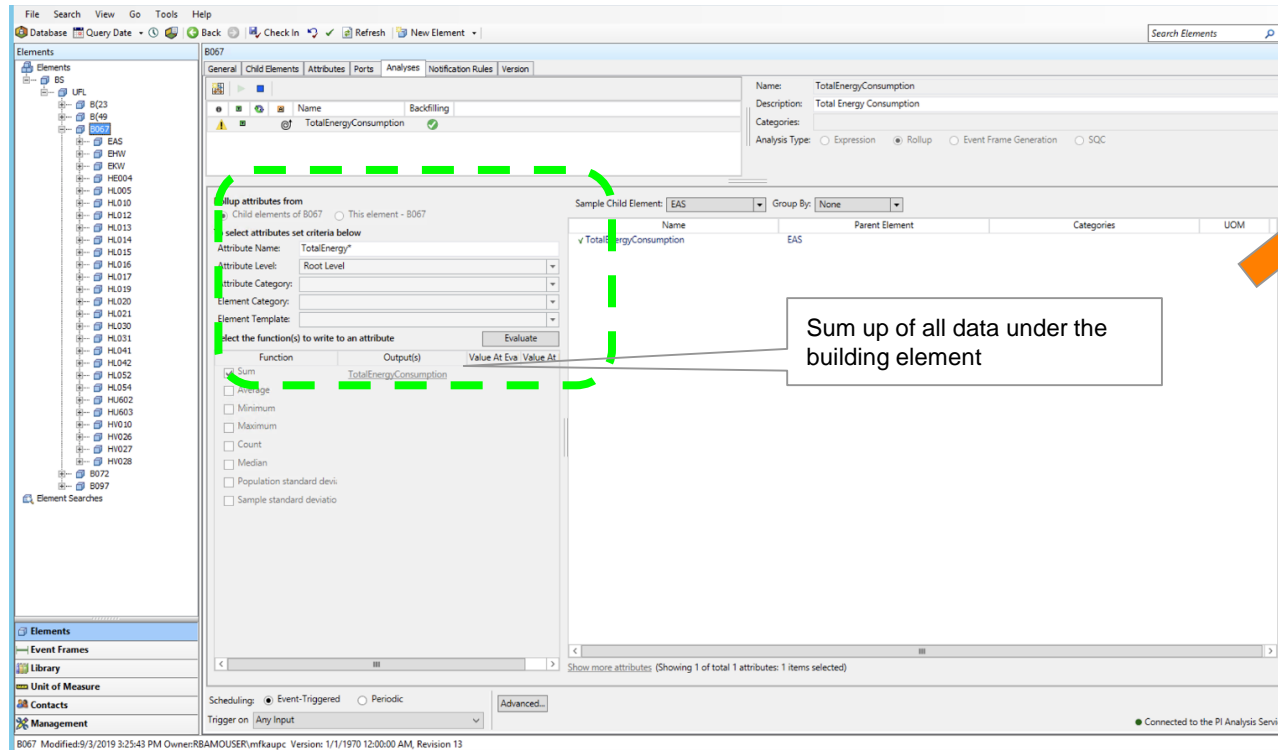 File Search View Go Tools Help
Database Query Date Back Check In Refresh New Element Search Elements
Elements
Elements
BS
UFL
B(23
B(49
B067
EAS
EHW
EKW
HE004
HL005
HL010
HL012
HL013
HL014
HL015
HL016
HL017
HL019
HL020
HL021
HL030
HL031
HL041
HL042
HL052
HL054
HU602
HU603
HV010
HV026
HV027
HV028
B072
B097
Element Searches
Elements
Event Frames
Library
Unit of Measure
Contacts
Management
B067
General Child Elements Attributes Ports Analyses Notification Rules Version
Name Backfilling
TotalEnergyConsumption
Name: TotalEnergyConsumption
Description: Total Energy Consumption
Categories:
Analysis Type: Expression Rollup Event Frame Generation SQC
ollup attributes from
Child elements of B067 This element - B067
o select attributes set criteria below
Attribute Name: TotalEnergy*
Attribute Level: Root Level
Attribute Category:
Element Category:
Element Template:
elect the function(s) to write to an attribute Evaluate
Function Output(s) Value At Eva Value At
Sum TotalEnergyConsumption
Average
Minimum
Maximum
Count
Median
Population standard devi
Sample standard deviatio
Sample Child Element: EAS Group By: None
Name Parent Element Categories UOM
TotalEnergyConsumption EAS
Sum up of all data under the
building element
Show more attributes (Showing 1 of total 1 attributes: 1 items selected)
Scheduling: Event-Triggered Periodic Advanced...
Trigger on Any Input
Connected to the PI Analysis Servi
B067 Modified:9/3/2019 3:25:43 PM Owner:RBAMOUSER\mfkaupc Version: 1/1/1970 12:00:00 AM, Revision 13